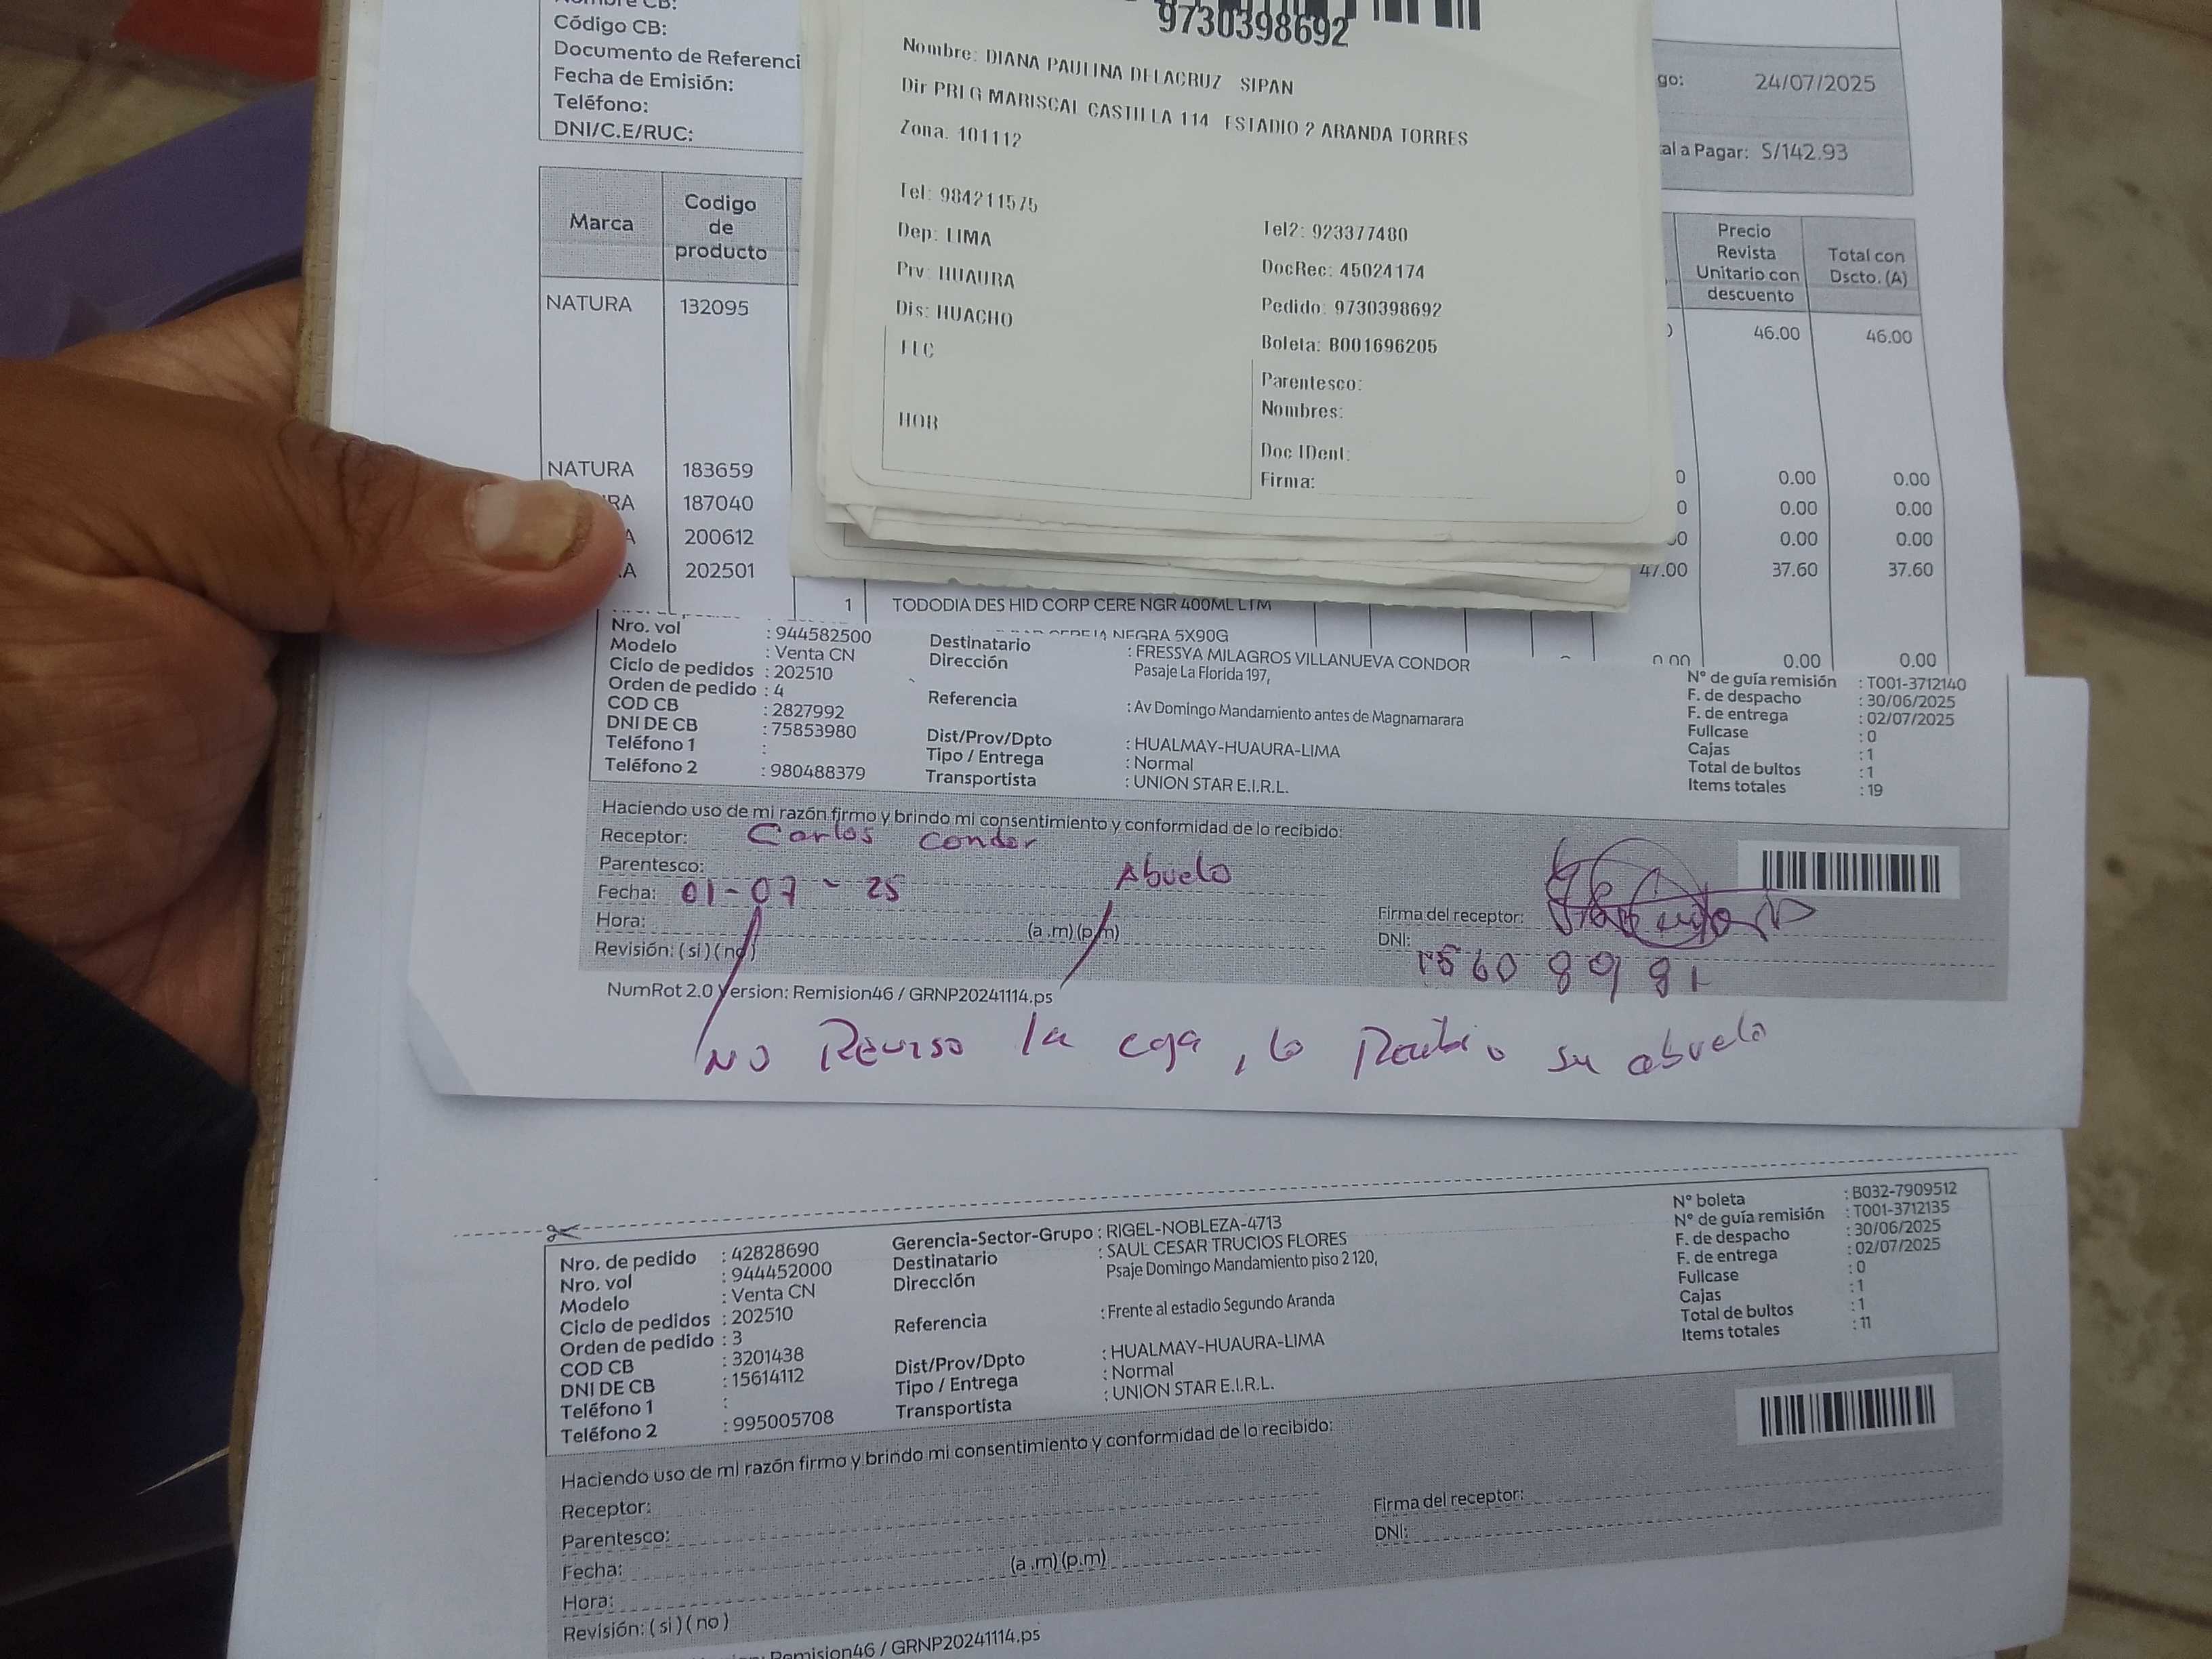 9730398692
Nombre: DIANA PAULINA DELACRUZ SIPAN
Dir PRLG MARISCAL CASTILLA 114 ESTADIO 2 ARANDA TORRES
Zona: 101112
Tel: 984211575
Dep: LIMA
Prv: HUAURA
Dis: HUACHO
HOR
Tel2: 923377480
DocRec: 45024174
Pedido: 9730398692
Boleta: B001696205
Parentesco:
Nombres:
Doc IDent:
Firma:
Código CB:
Documento de Referenci
Fecha de Emisión:
Teléfono:
DNI/C.E/RUC:
go: 24/07/2025
al a Pagar: S/142.93
Marca Codigo de producto Precio Revista Unitario con descuento Total con Dscto. (A)
NATURA 132095 46.00 46.00
NATURA 183659 0 0.00 0.00
RA 187040 0 0.00 0.00
A 200612 00 0.00 0.00
.A 202501 47.00 37.60 37.60
1 TODODIA DES HID CORP CERE NGR 400ML LTM
NEGRA 5X90G
0.00 0.00 0.00
Nro. vol : 944582500
Modelo : Venta CN
Ciclo de pedidos : 202510
Orden de pedido : 4
COD CB : 2827992
DNI DE CB : 75853980
Teléfono 1 :
Teléfono 2 : 980488379
Destinatario : FRESSYA MILAGROS VILLANUEVA CONDOR
Dirección Pasaje La Florida 197,
Referencia : Av Domingo Mandamiento antes de Magnamarara
Dist/Prov/Dpto : HUALMAY-HUAURA-LIMA
Tipo / Entrega : Normal
Transportista : UNION STAR E.I.R.L.
N° de guía remisión : T001-3712140
F. de despacho : 30/06/2025
F. de entrega : 02/07/2025
Fullcase : 0
Cajas : 1
Total de bultos : 1
Items totales : 19
Haciendo uso de mi razón firmo y brindo mi consentimiento y conformidad de lo recibido:
Receptor: Carlos Condor
Parentesco: Abuelo
Fecha: 01-07-25
Hora: (a .m) (p.m)
Revisión: ( si ) ( no )
Firma del receptor:
DNI:
NumRot 2.0 Version: Remision46 / GRNP20241114.ps
NO Reviso la caja, lo Recibio su abuelo
Nro. de pedido : 42828690
Nro. vol : 944452000
Modelo : Venta CN
Ciclo de pedidos : 202510
Orden de pedido : 3
COD CB : 3201438
DNI DE CB : 15614112
Teléfono 1 :
Teléfono 2 : 995005708
Gerencia-Sector-Grupo : RIGEL-NOBLEZA-4713
Destinatario : SAUL CESAR TRUCIOS FLORES
Dirección Psaje Domingo Mandamiento piso 2 120,
Referencia : Frente al estadio Segundo Aranda
Dist/Prov/Dpto : HUALMAY-HUAURA-LIMA
Tipo / Entrega : Normal
Transportista : UNION STAR E.I.R.L.
N° boleta : B032-7909512
N° de guía remisión : T001-3712135
F. de despacho : 30/06/2025
F. de entrega : 02/07/2025
Fullcase : 0
Cajas : 1
Total de bultos : 1
Items totales : 11
Haciendo uso de mi razón firmo y brindo mi consentimiento y conformidad de lo recibido:
Receptor:
Parentesco:
Fecha:
Hora: (a .m) (p.m)
Revisión: ( si ) ( no )
Firma del receptor:
DNI:
Remision46 / GRNP20241114.ps